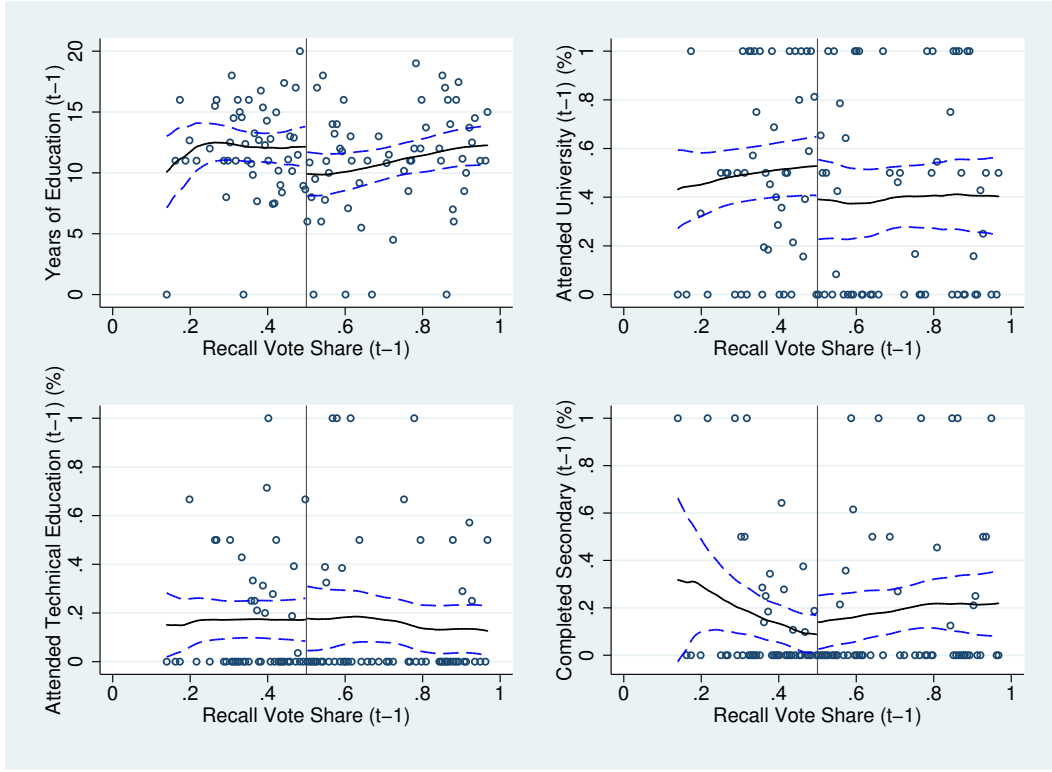 Years of Education (t−1)
20
15
10
5
0
0 .2 .4 .6 .8 1
Recall Vote Share (t−1)
Attended University (t−1) (%)
1
.8
.6
.4
.2
0
0 .2 .4 .6 .8 1
Recall Vote Share (t−1)
Attended Technical Education (t−1) (%)
1
.8
.6
.4
.2
0
0 .2 .4 .6 .8 1
Recall Vote Share (t−1)
Completed Secondary (t−1) (%)
1
.8
.6
.4
.2
0
0 .2 .4 .6 .8 1
Recall Vote Share (t−1)